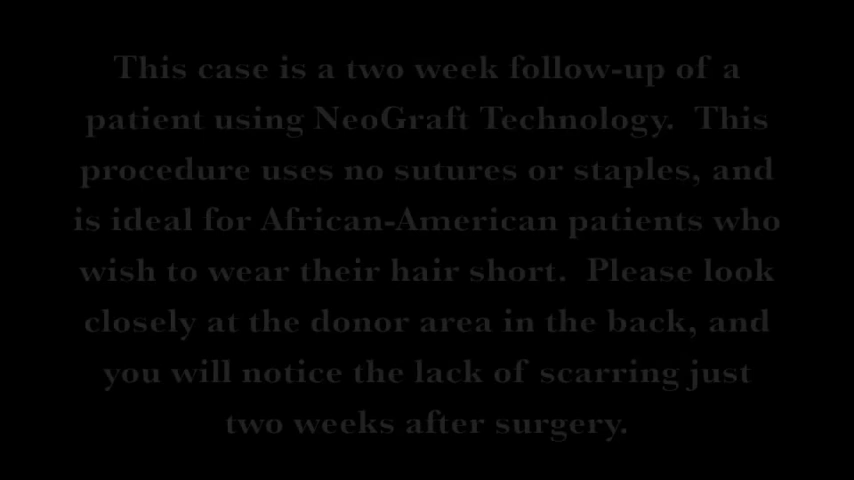 This case is a two week follow-up of a
patient using NeoGraft Technology.  This
procedure uses no sutures or staples, and
is ideal for African-American patients who
wish to wear their hair short.  Please look
closely at the donor area in the back, and
you will notice the lack of scarring just
two weeks after surgery.